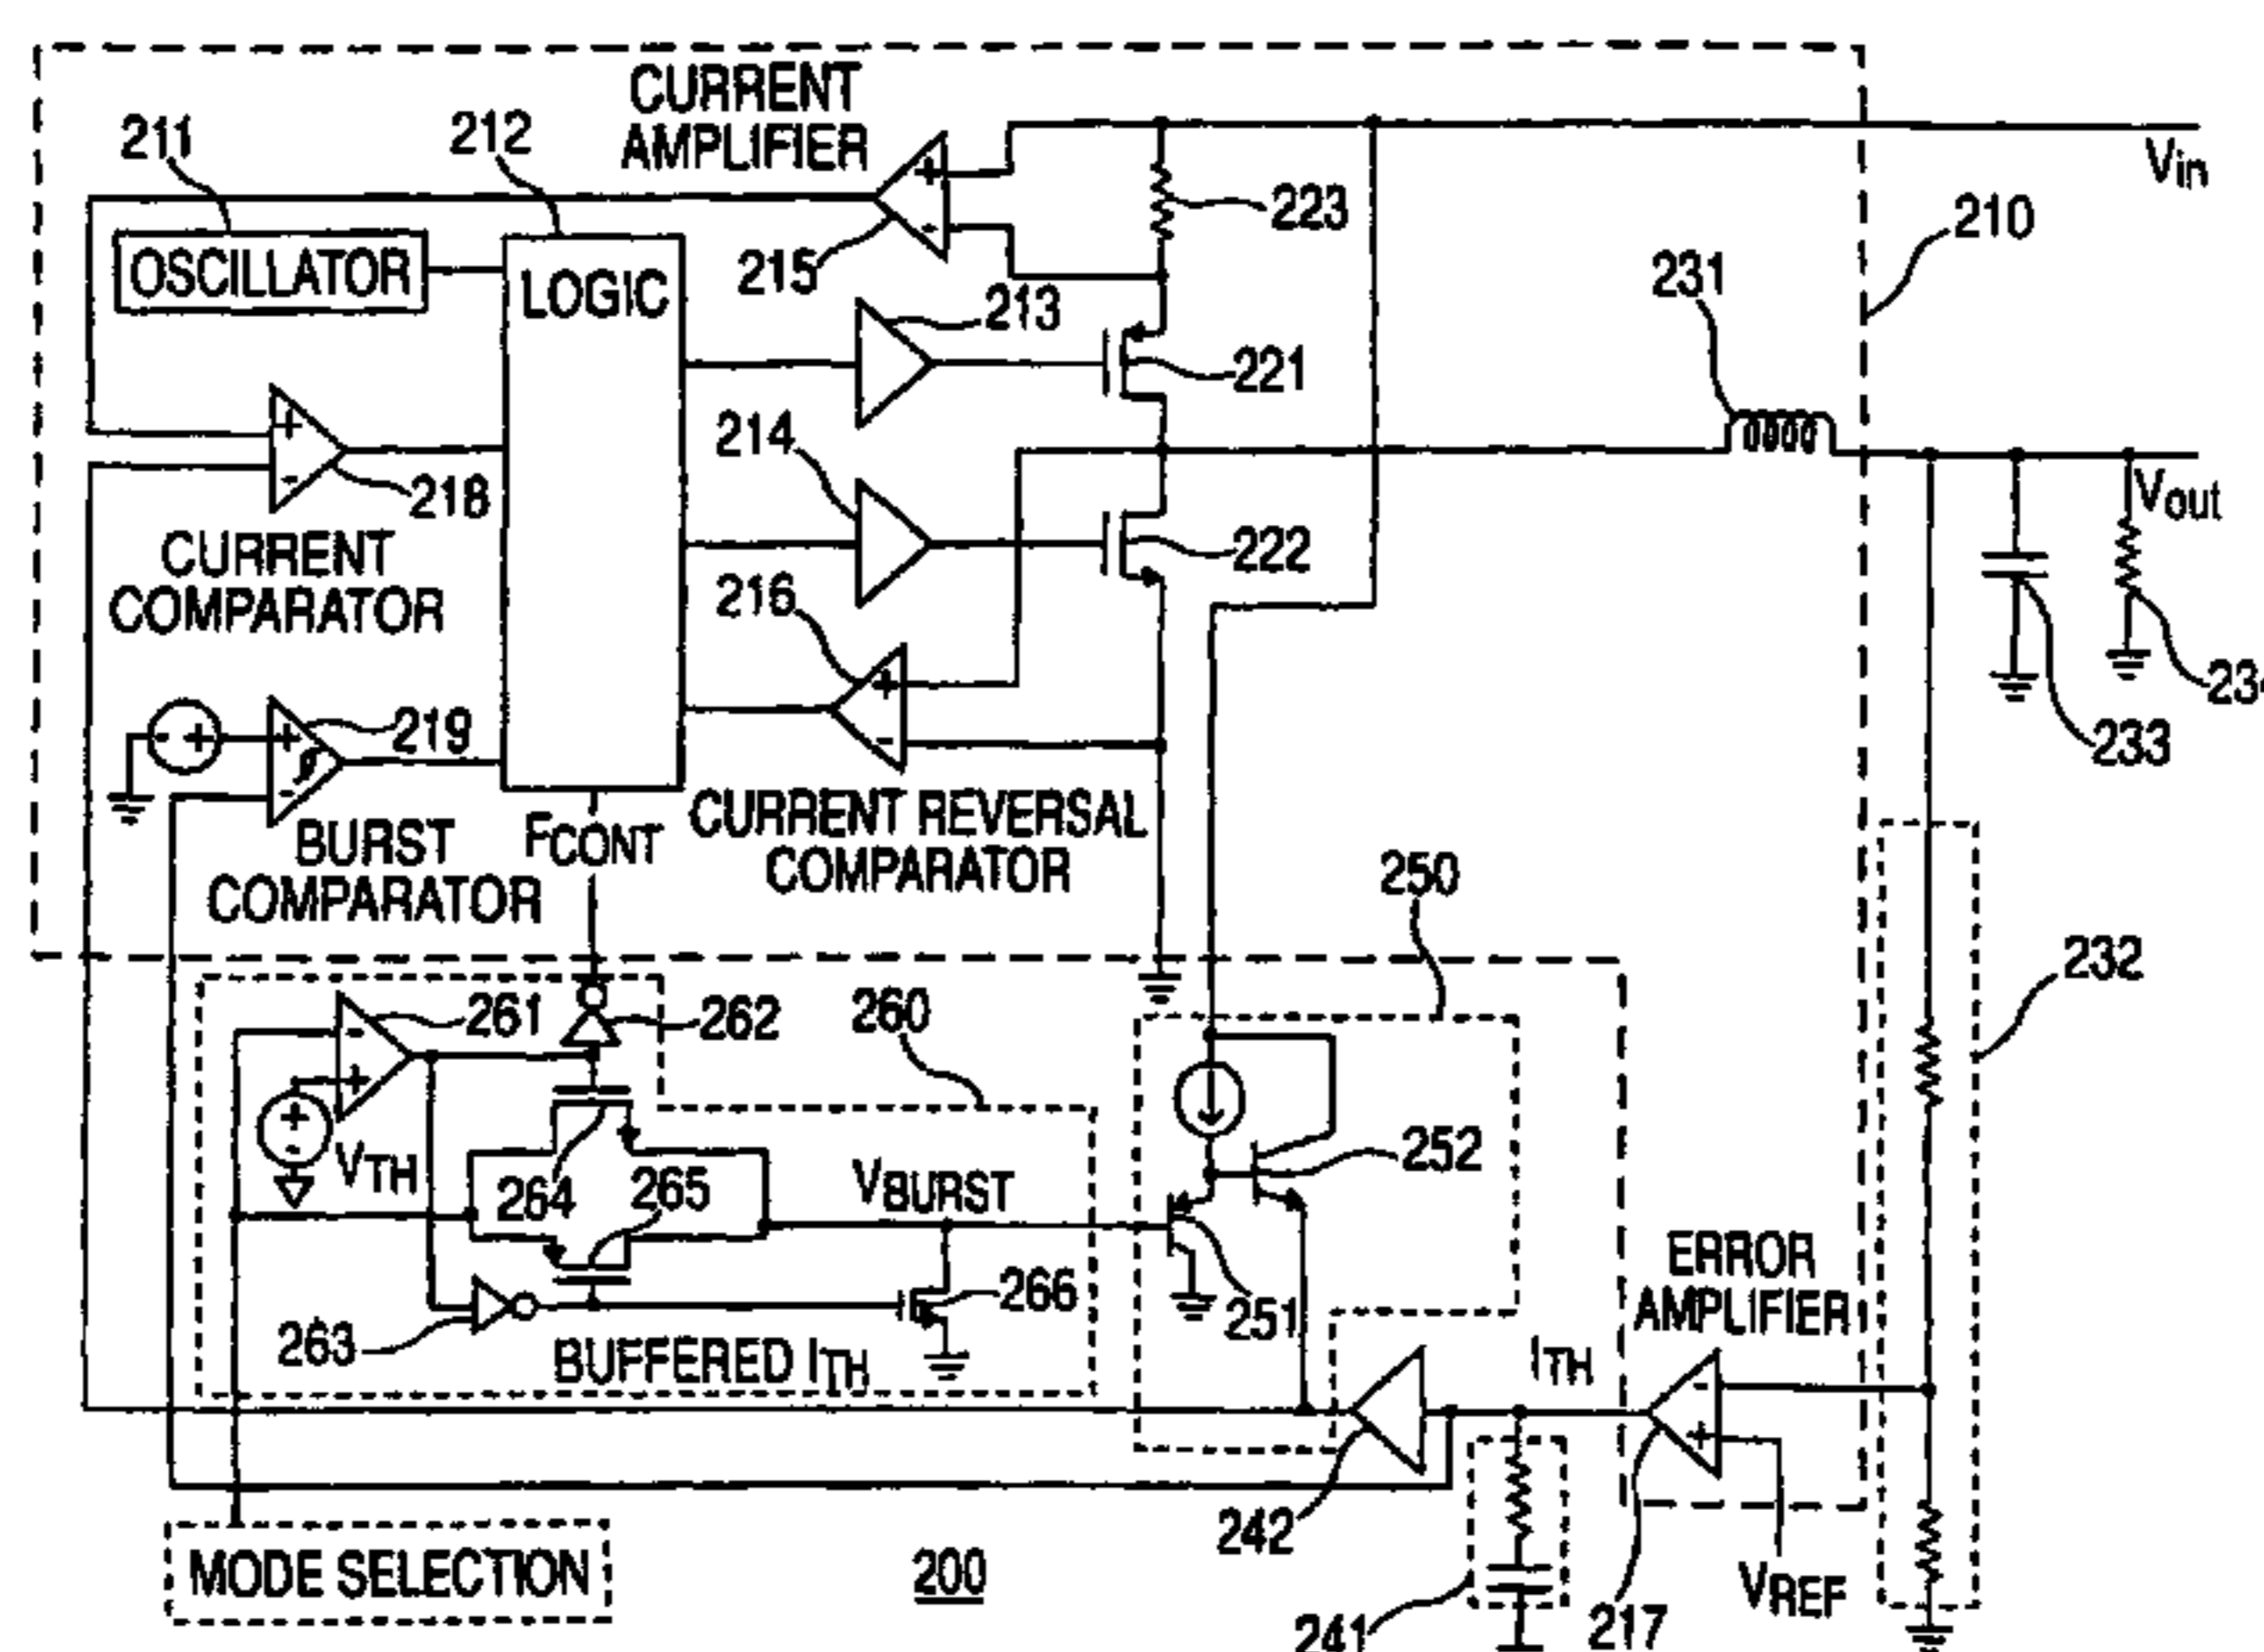 CURRENT
AMPLIFIER
211
212
Vin
223
210
OSCILLATOR
LOGIC
215
213
231
221
214
218
Vout
CURRENT
COMPARATOR
222
216
219
233
BURST
COMPARATOR
FCONT
CURRENT REVERSAL
COMPARATOR
250
232
261
262
260
VTH
264
265
VBURST
252
ERROR
AMPLIFIER
266
251
263
BUFFERED ITH
ITH
242
MODE SELECTION
200
VREF
241
217
+
-
+
-
+
-
+
-
-
+
-
+
+
-
-
+
+
-